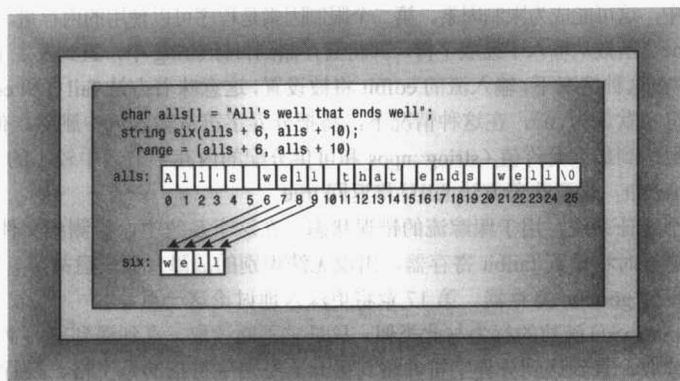 char alls[] = "All's well that ends well";
string six(alls + 6, alls + 10);
range = [alls + 6, alls + 10)
alls: A l l ' s w e l l t h a t e n d s w e l l \0
0 1 2 3 4 5 6 7 8 9 10 11 12 13 14 15 16 17 18 19 20 21 22 23 24 25
six: w e l l